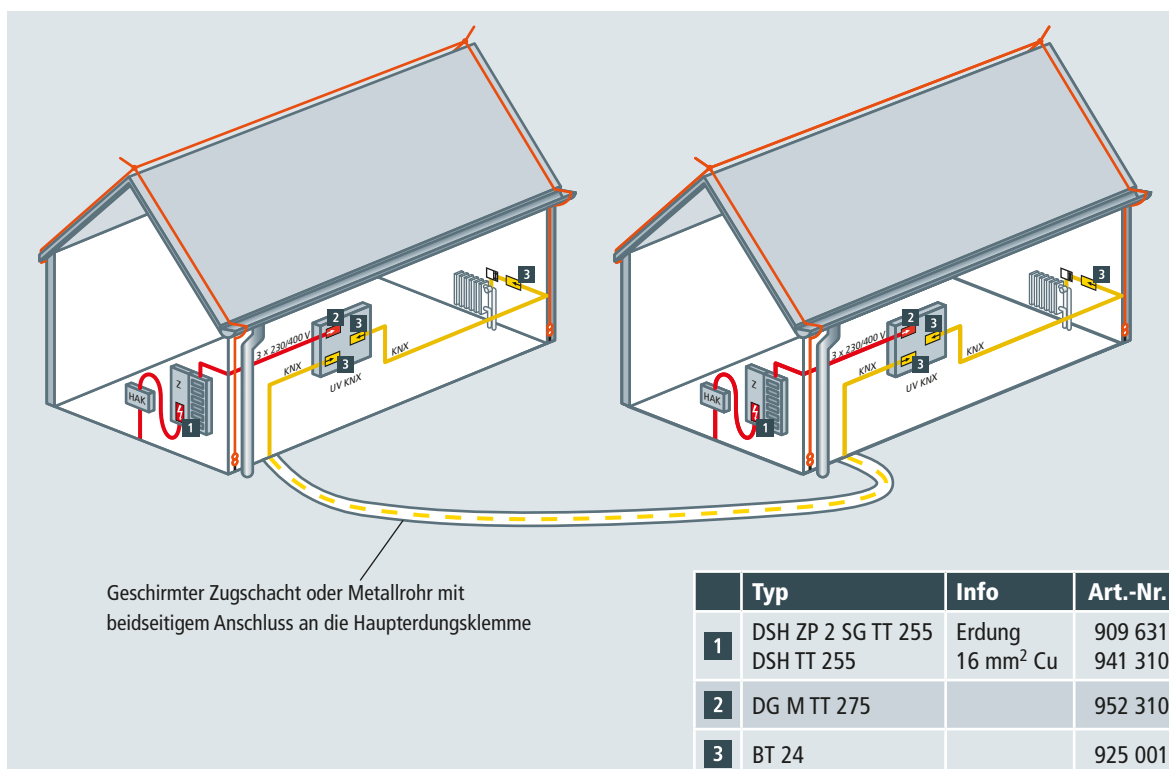 3
2
3
3 x 230/400 V
KNX
KNX
3
UV KNX
Z
HAK
1
3
2
3
3 x 230/400 V
KNX
KNX
3
UV KNX
Z
HAK
1
Geschirmter Zugschacht oder Metallrohr mit
beidseitigem Anschluss an die Haupterdungsklemme
Typ Info Art.-Nr.
1 DSH ZP 2 SG TT 255 Erdung 909 631
DSH TT 255 16 mm² Cu 941 310
2 DG M TT 275 952 310
3 BT 24 925 001